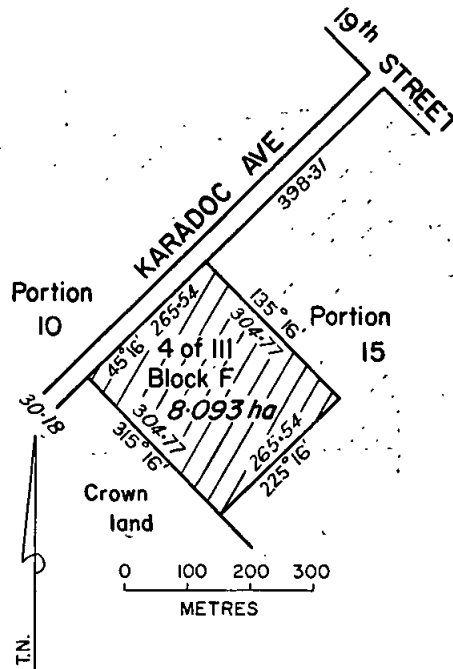 19th STREET
KARADOC AVE
398·31
Portion
10
45° 16'
265·54
135° 16'
304·77
Portion
15
4 of III
Block F
8·093 ha
30·18
304·77
315° 16'
265·54
225° 16'
Crown
land
0 100 200 300
METRES
T.N.